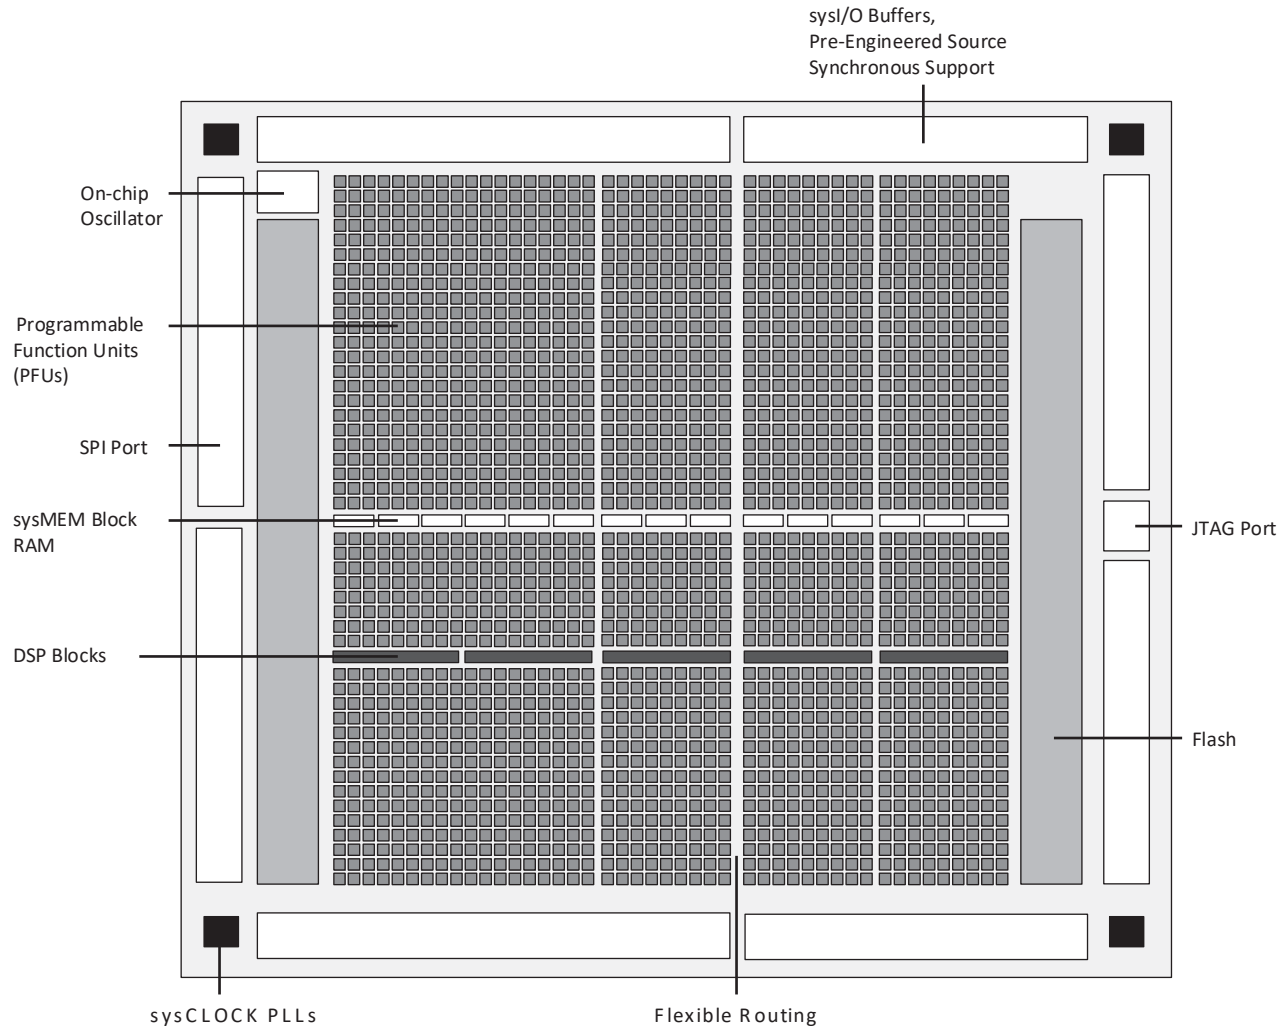 sysI/O Buffers,
Pre-Engineered Source
Synchronous Support
On-chip
Oscillator
Programmable
Function Units
(PFUs)
SPI Port
sysMEM Block
RAM
JTAG Port
DSP Blocks
Flash
sysCLOCK PLLs
Flexible Routing